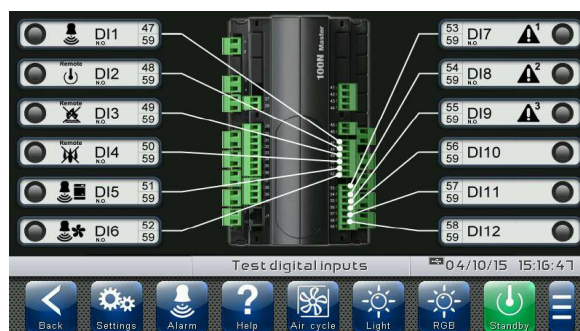 DI1 N.O. 47 59
Remote DI2 N.O. 48 59
Remote DI3 N.O. 49 59
Remote DI4 N.O. 50 59
DI5 N.O. 51 59
DI6 N.O. 52 59
100N Master
53 59 DI7 N.O. 1
54 59 DI8 N.O. 2
55 59 DI9 N.O. 3
56 59 DI10
57 59 DI11
58 59 DI12
Test digital inputs 04/10/15 15:16:47
Back Settings Alarm Help Air cycle Light RGB Standby